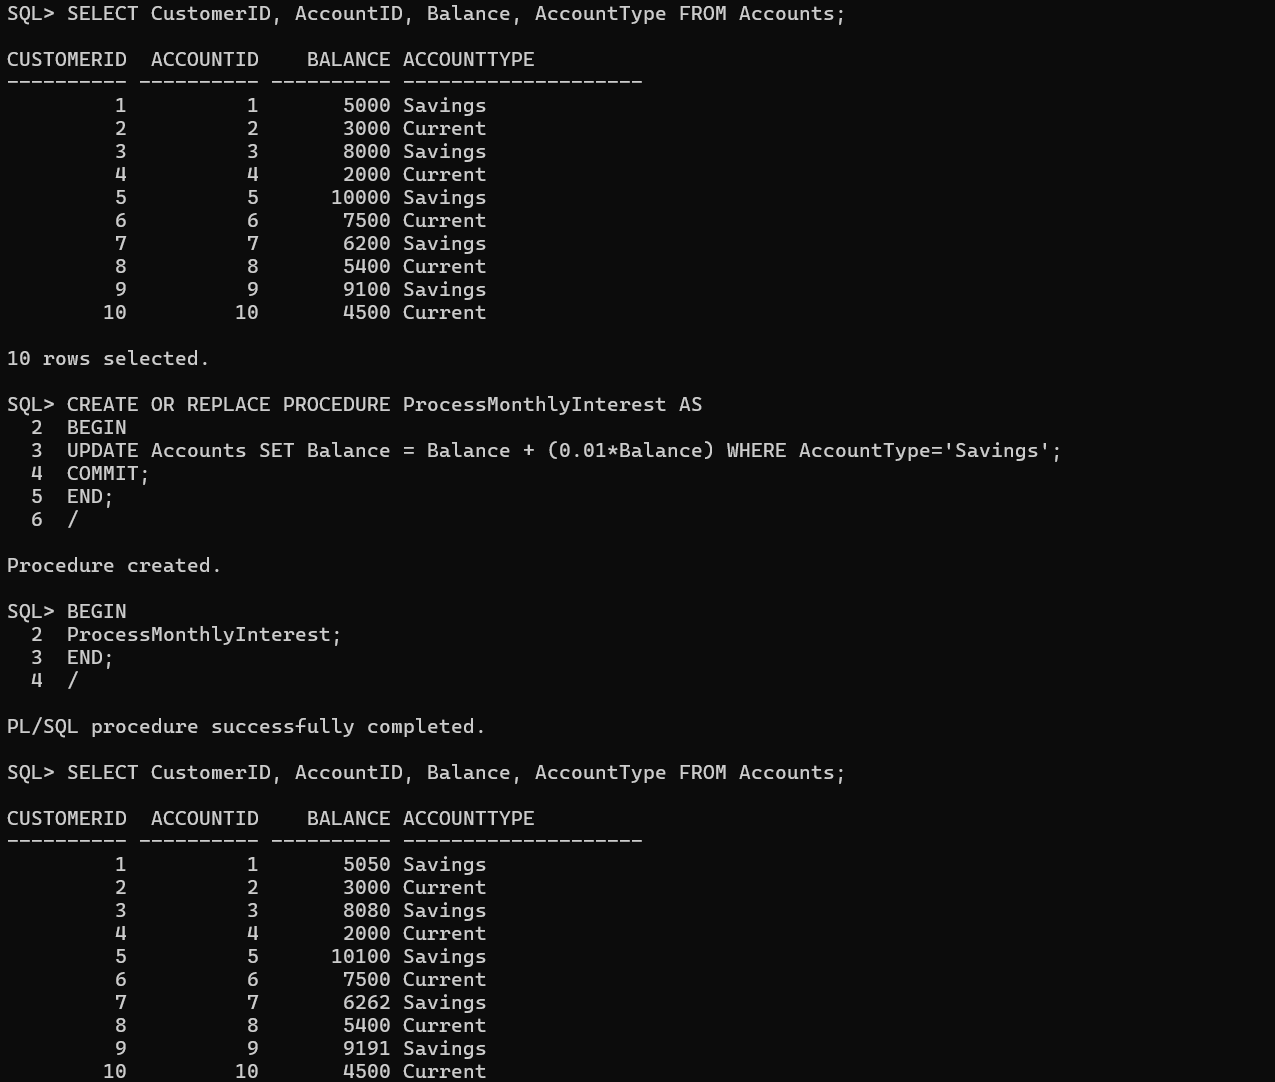 SQL> SELECT CustomerID, AccountID, Balance, AccountType FROM Accounts;
CUSTOMERID  ACCOUNTID    BALANCE ACCOUNTTYPE
---------- ---------- ---------- --------------------
         1          1       5000 Savings
         2          2       3000 Current
         3          3       8000 Savings
         4          4       2000 Current
         5          5      10000 Savings
         6          6       7500 Current
         7          7       6200 Savings
         8          8       5400 Current
         9          9       9100 Savings
        10         10       4500 Current
10 rows selected.
SQL> CREATE OR REPLACE PROCEDURE ProcessMonthlyInterest AS
  2  BEGIN
  3  UPDATE Accounts SET Balance = Balance + (0.01*Balance) WHERE AccountType='Savings';
  4  COMMIT;
  5  END;
  6  /
Procedure created.
SQL> BEGIN
  2  ProcessMonthlyInterest;
  3  END;
  4  /
PL/SQL procedure successfully completed.
SQL> SELECT CustomerID, AccountID, Balance, AccountType FROM Accounts;
CUSTOMERID  ACCOUNTID    BALANCE ACCOUNTTYPE
---------- ---------- ---------- --------------------
         1          1       5050 Savings
         2          2       3000 Current
         3          3       8080 Savings
         4          4       2000 Current
         5          5      10100 Savings
         6          6       7500 Current
         7          7       6262 Savings
         8          8       5400 Current
         9          9       9191 Savings
        10         10       4500 Current